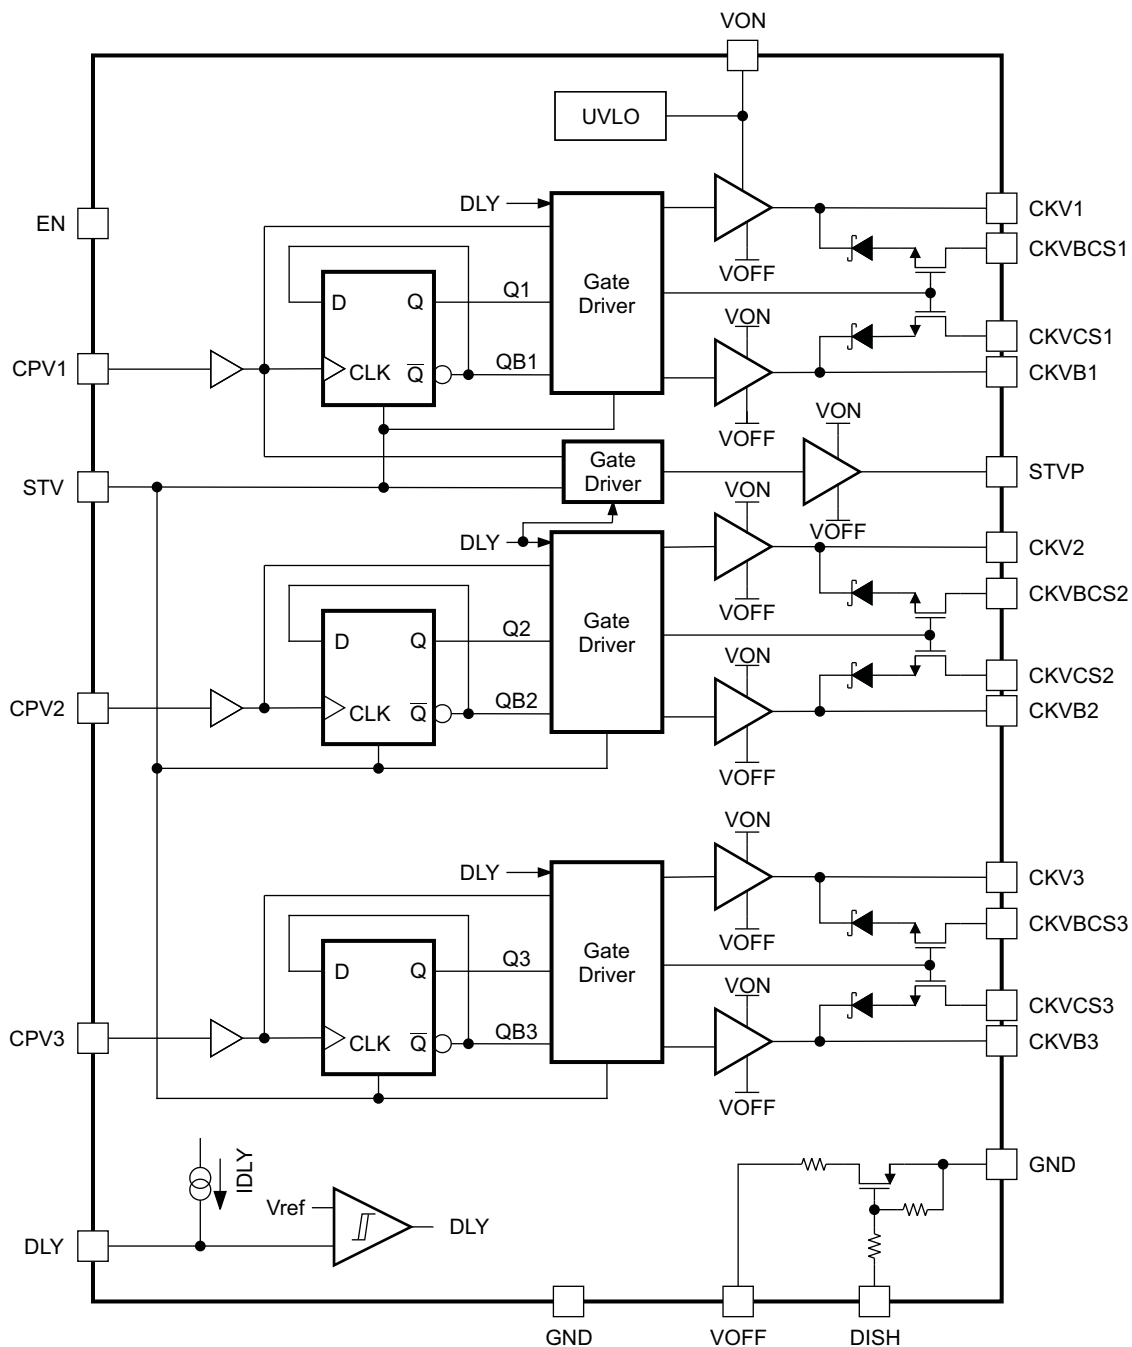 VON
UVLO
EN
DLY
CKV1
CKVBCS1
VOFF
Gate
Driver
D
Q
Q1
VON
CKVCS1
CPV1
CLK
Q̅
QB1
CKVB1
VOFF
VON
STV
Gate
Driver
STVP
VON
VOFF
DLY
CKV2
CKVBCS2
VOFF
Gate
Driver
D
Q
Q2
VON
CKVCS2
CPV2
CLK
Q̅
QB2
CKVB2
VOFF
VON
DLY
CKV3
CKVBCS3
VOFF
Gate
Driver
D
Q
Q3
VON
CKVCS3
CPV3
CLK
Q̅
QB3
CKVB3
VOFF
IDLY
GND
Vref
DLY
DLY
GND
VOFF
DISH